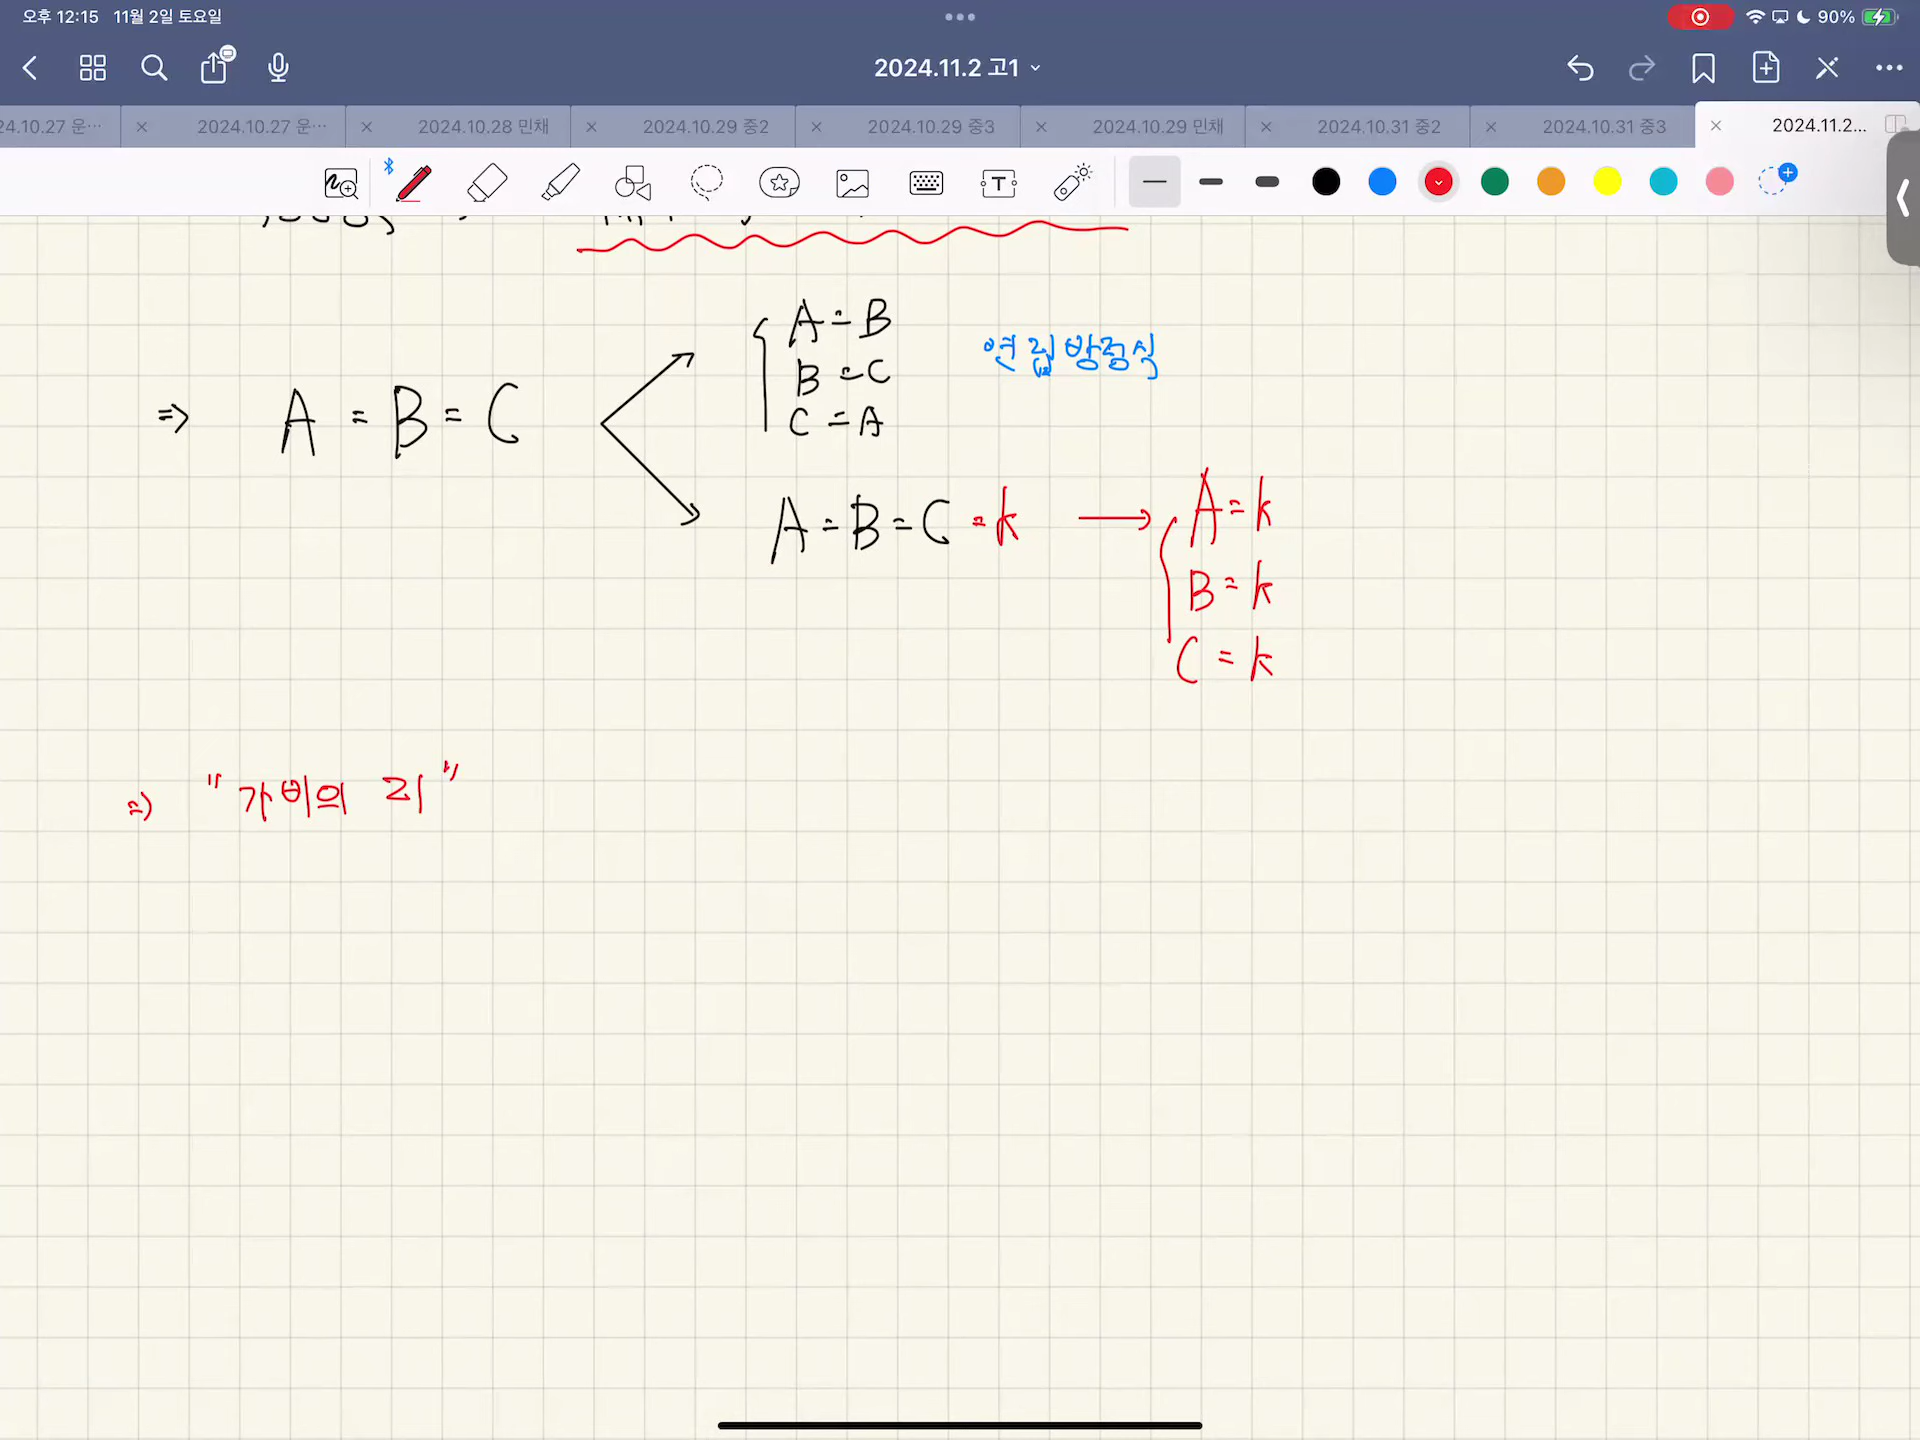 오후 12:15 11월 2일 토요일
90%
2024.11.2 고1
24.10.27 운…
2024.10.27 운…
2024.10.28 민채
2024.10.29 중2
2024.10.29 중3
2024.10.29 민채
2024.10.31 중2
2024.10.31 중3
2024.11.2...
A = B
B = C
C = A
연립방정식
⇒ A = B = C
A = B = C = k → A = k
B = k
C = k
⇒ "가비의 리"